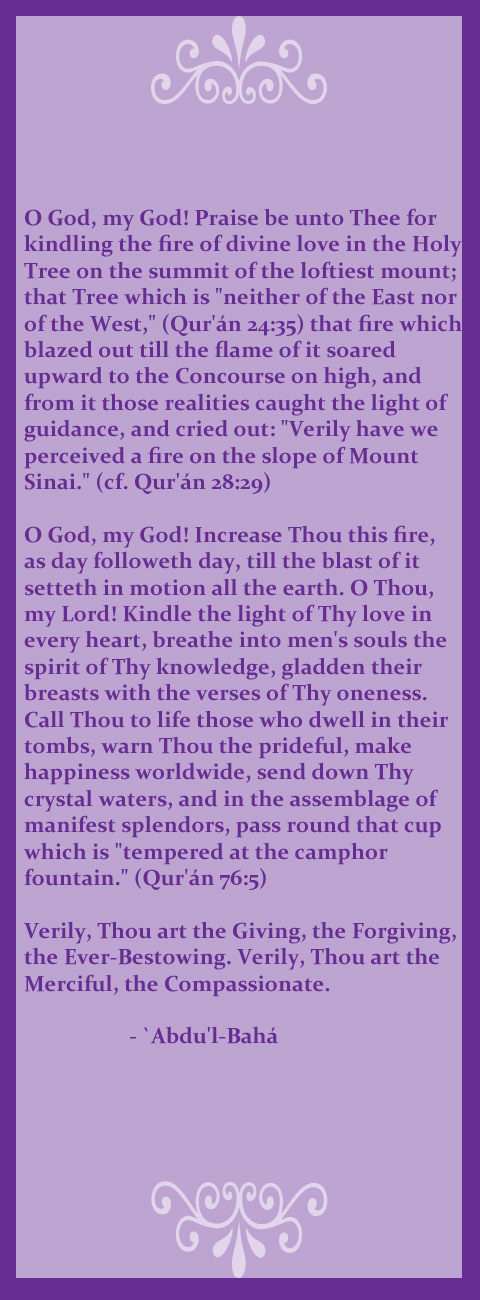 O God, my God! Praise be unto Thee for
kindling the fire of divine love in the Holy
Tree on the summit of the loftiest mount;
that Tree which is "neither of the East nor
of the West," (Qur'án 24:35) that fire which
blazed out till the flame of it soared
upward to the Concourse on high, and
from it those realities caught the light of
guidance, and cried out: "Verily have we
perceived a fire on the slope of Mount
Sinai." (cf. Qur'án 28:29)

O God, my God! Increase Thou this fire,
as day followeth day, till the blast of it
setteth in motion all the earth. O Thou,
my Lord! Kindle the light of Thy love in
every heart, breathe into men's souls the
spirit of Thy knowledge, gladden their
breasts with the verses of Thy oneness.
Call Thou to life those who dwell in their
tombs, warn Thou the prideful, make
happiness worldwide, send down Thy
crystal waters, and in the assemblage of
manifest splendors, pass round that cup
which is "tempered at the camphor
fountain." (Qur'án 76:5)

Verily, Thou art the Giving, the Forgiving,
the Ever-Bestowing. Verily, Thou art the
Merciful, the Compassionate.

- `Abdu'l-Bahá